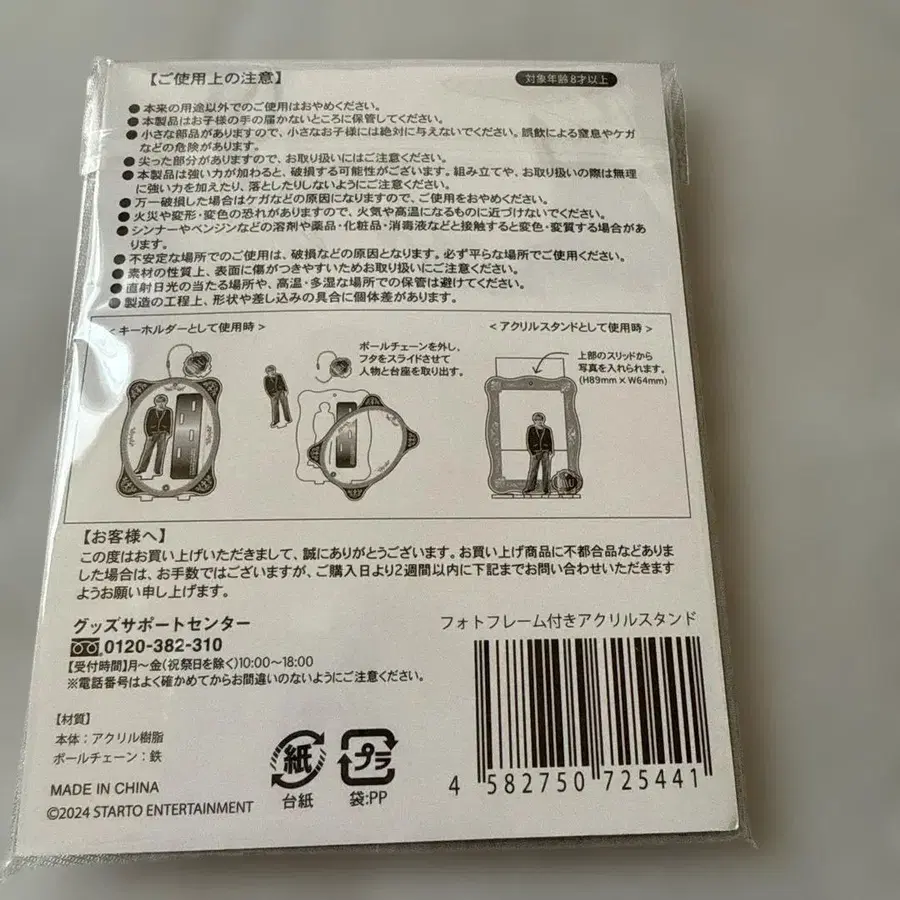 【ご使用上の注意】
対象年齢8才以上
●本来の用途以外でのご使用はおやめください。
●本製品はお子様の手の届かないところに保管してください。
●小さな部品がありますので、小さなお子様には絶対に与えないでください。誤飲による窒息やケガ
などの危険があります。
●尖った部分がありますので、お取り扱いにはご注意ください。
●本製品は強い力が加わると、破損する可能性がございます。組み立てや、お取り扱いの際は無理
に強い力を加えたり、落としたりしないようにご注意ください。
●万一破損した場合はケガなどの原因になりますので、ご使用をおやめください。
●火災や変形・変色の恐れがありますので、火気や高温になるものに近づけないでください。
●シンナーやベンジンなどの溶剤や薬品・化粧品・消毒液などと接触すると変色・変質する場合があ
ります。
●不安定な場所でのご使用は、破損などの原因となります。必ず平らな場所でご使用ください。
●素材の性質上、表面に傷がつきやすいためお取り扱いにご注意ください。
●直射日光の当たる場所や、高温・多湿な場所での保管は避けてください。
●製造の工程上、形状や差し込みの具合に個体差があります。
＜キーホルダーとして使用時＞
ボールチェーンを外し、
フタをスライドさせて
人物と台座を取り出す。
＜アクリルスタンドとして使用時＞
上部のスリッドから
写真を入れられます。
(H89mm×W64mm)
【お客様へ】
この度はお買い上げいただきまして、誠にありがとうございます。お買い上げ商品に不都合品などありま
した場合は、お手数ではございますが、ご購入日より2週間以内に下記までお問い合わせいただきます
ようお願い申し上げます。
グッズサポートセンター
0120-382-310
【受付時間】月〜金(祝祭日を除く)10:00〜18:00
※電話番号はよく確かめてからお間違いのないようにご注意ください。
フォトフレーム付きアクリルスタンド
【材質】
本体：アクリル樹脂
ボールチェーン：鉄
MADE IN CHINA
©2024 STARTO ENTERTAINMENT
紙
台紙
プラ
袋:PP
4 582750 725441